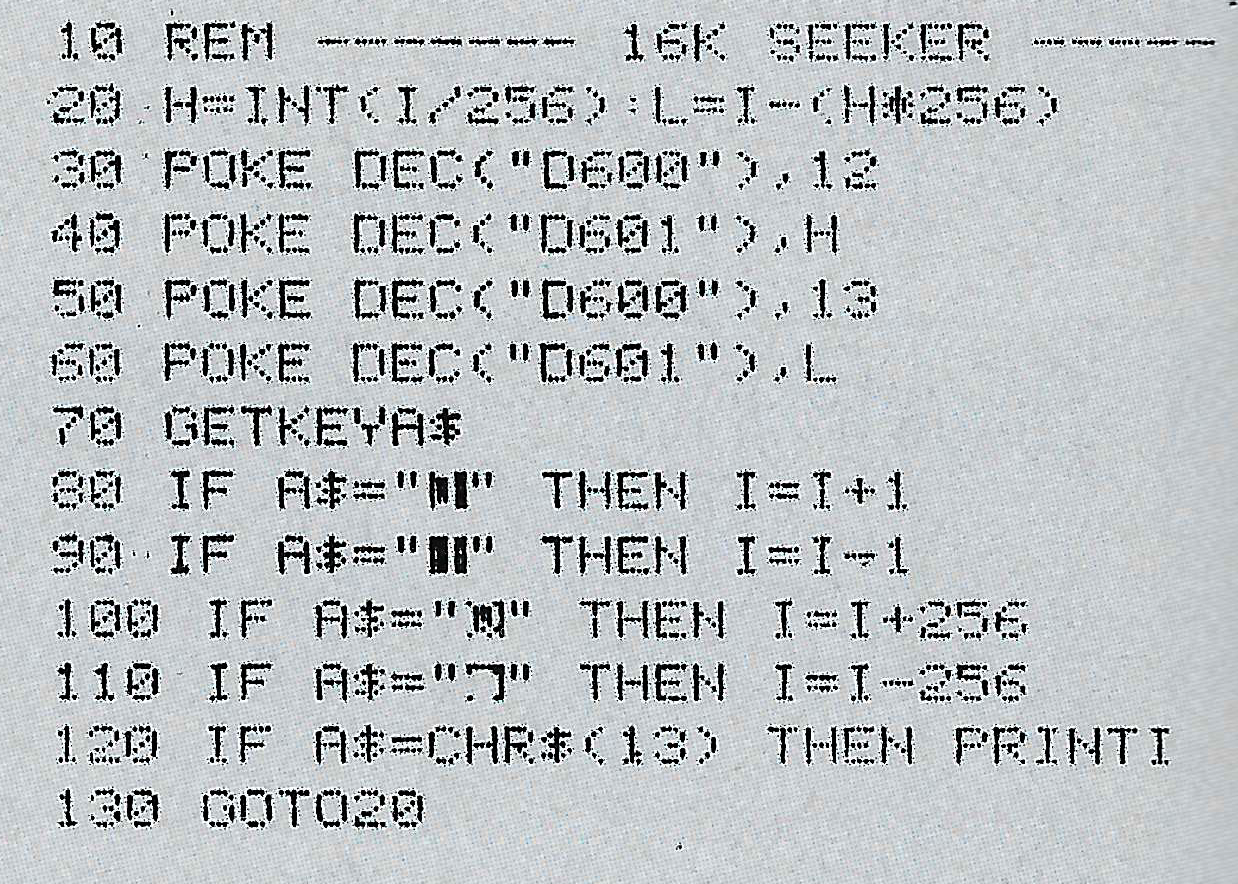 10 REM ------- 16K SEEKER -----
20 H=INT(I/256):L=I-(H*256)
30 POKE DEC("D600"),12
40 POKE DEC("D601"),H
50 POKE DEC("D600"),13
60 POKE DEC("D601"),L
70 GETKEYA$
80 IF A$="" THEN I=I+1
90 IF A$="" THEN I=I-1
100 IF A$="" THEN I=I+256
110 IF A$="" THEN I=I-256
120 IF A$=CHR$(13) THEN PRINTI
130 GOTO20